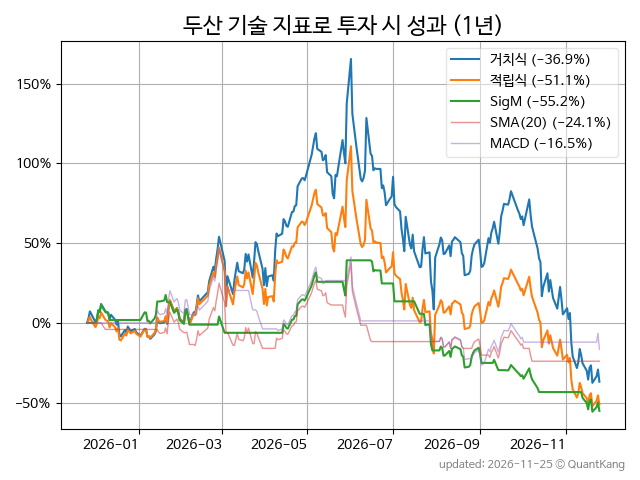 두산 기술 지표로 투자 시 성과 (1년)
거치식 (−36.9%)
적립식 (−51.1%)
SigM (−55.2%)
SMA(20) (−24.1%)
MACD (−16.5%)
150%
100%
50%
0%
−50%
2026-01 2026-03 2026-05 2026-07 2026-09 2026-11
updated: 2026-11-25 © QuantKang